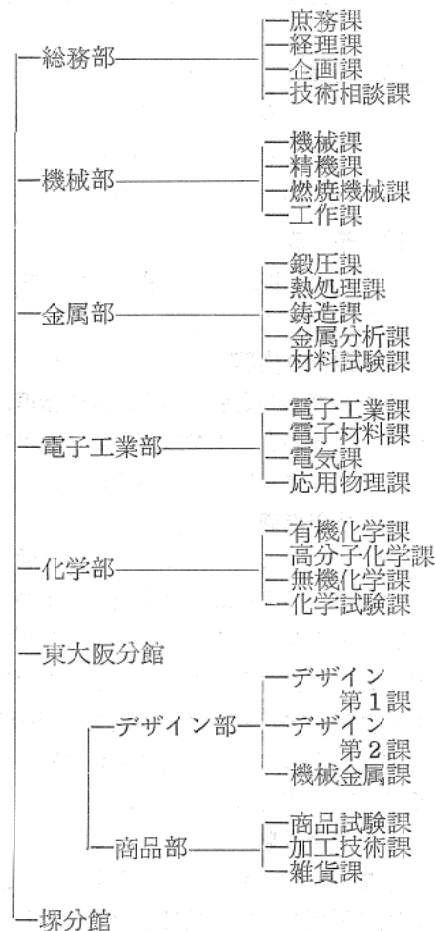 総務部
庶務課
経理課
企画課
技術相談課
機械部
機械課
精機課
燃焼機械課
工作課
金属部
鍛圧課
熱処理課
鋳造課
金属分析課
材料試験課
電子工業部
電子工業課
電子材料課
電気課
応用物理課
化学部
有機化学課
高分子化学課
無機化学課
化学試験課
東大阪分館
デザイン部
デザイン
第1課
デザイン
第2課
機械金属課
商品部
商品試験課
加工技術課
雑貨課
堺分館